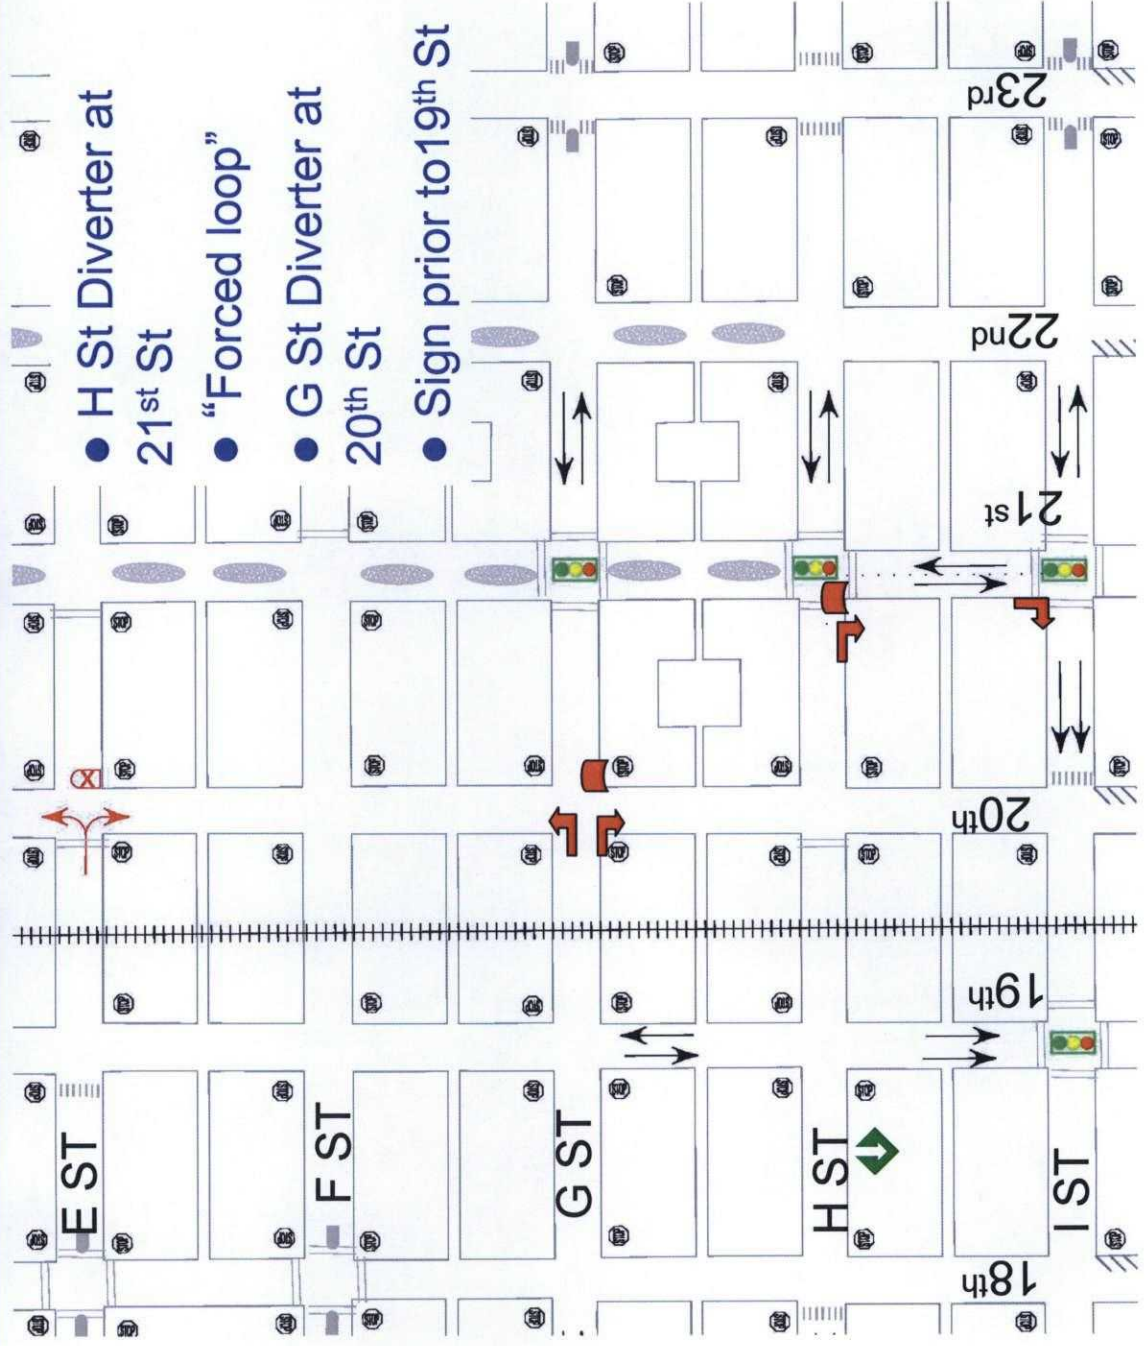 ● H St Diverter at
21st St
● “Forced loop”
● G St Diverter at
20th St
● Sign prior to19th St
E ST
F ST
G ST
H ST
I ST
18th
19th
20th
21st
22nd
23rd
X
STOP